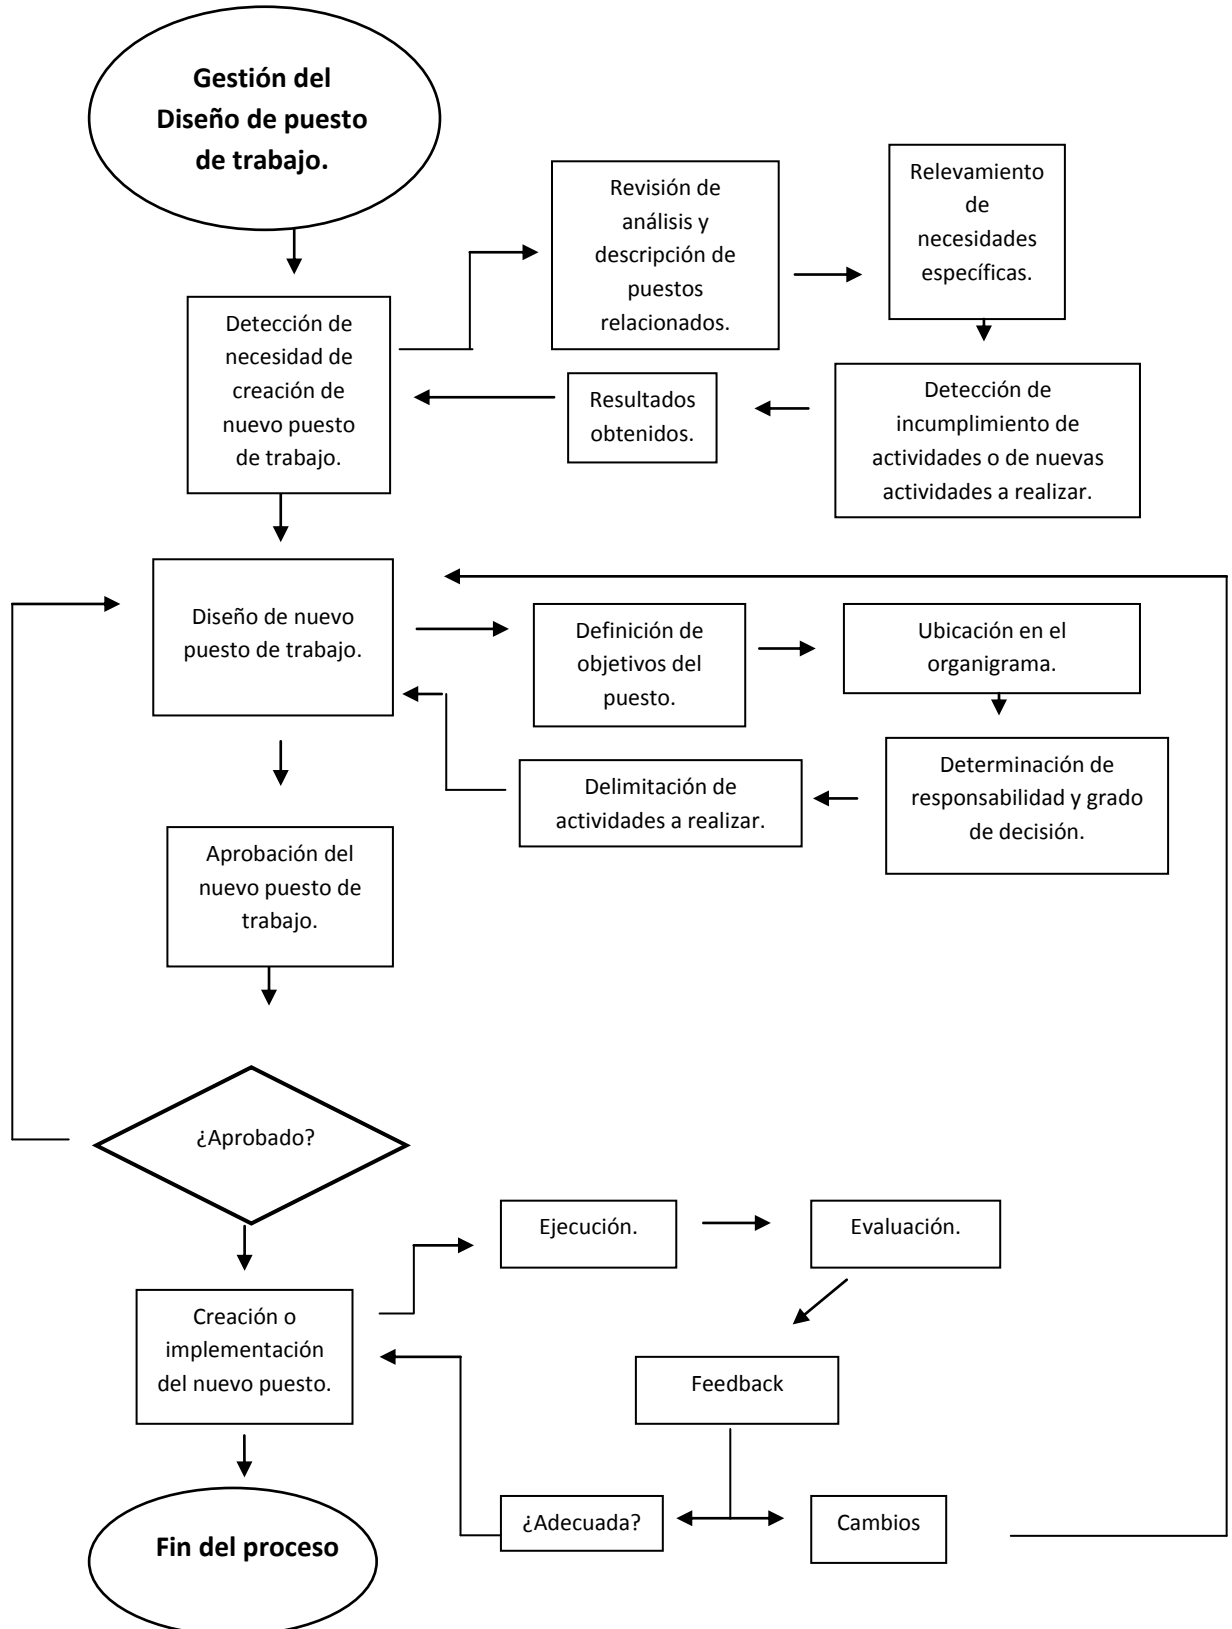 Gestión del
Diseño de puesto
de trabajo.
Revisión de
análisis y
descripción de
puestos
relacionados.
Relevamiento
de
necesidades
específicas.
Detección de
necesidad de
creación de
nuevo puesto
de trabajo.
Resultados
obtenidos.
Detección de
incumplimiento de
actividades o de nuevas
actividades a realizar.
Diseño de nuevo
puesto de trabajo.
Definición de
objetivos del
puesto.
Ubicación en el
organigrama.
Delimitación de
actividades a realizar.
Determinación de
responsabilidad y grado
de decisión.
Aprobación del
nuevo puesto de
trabajo.
¿Aprobado?
Ejecución.
Evaluación.
Creación o
implementación
del nuevo puesto.
Feedback
¿Adecuada?
Cambios
Fin del proceso